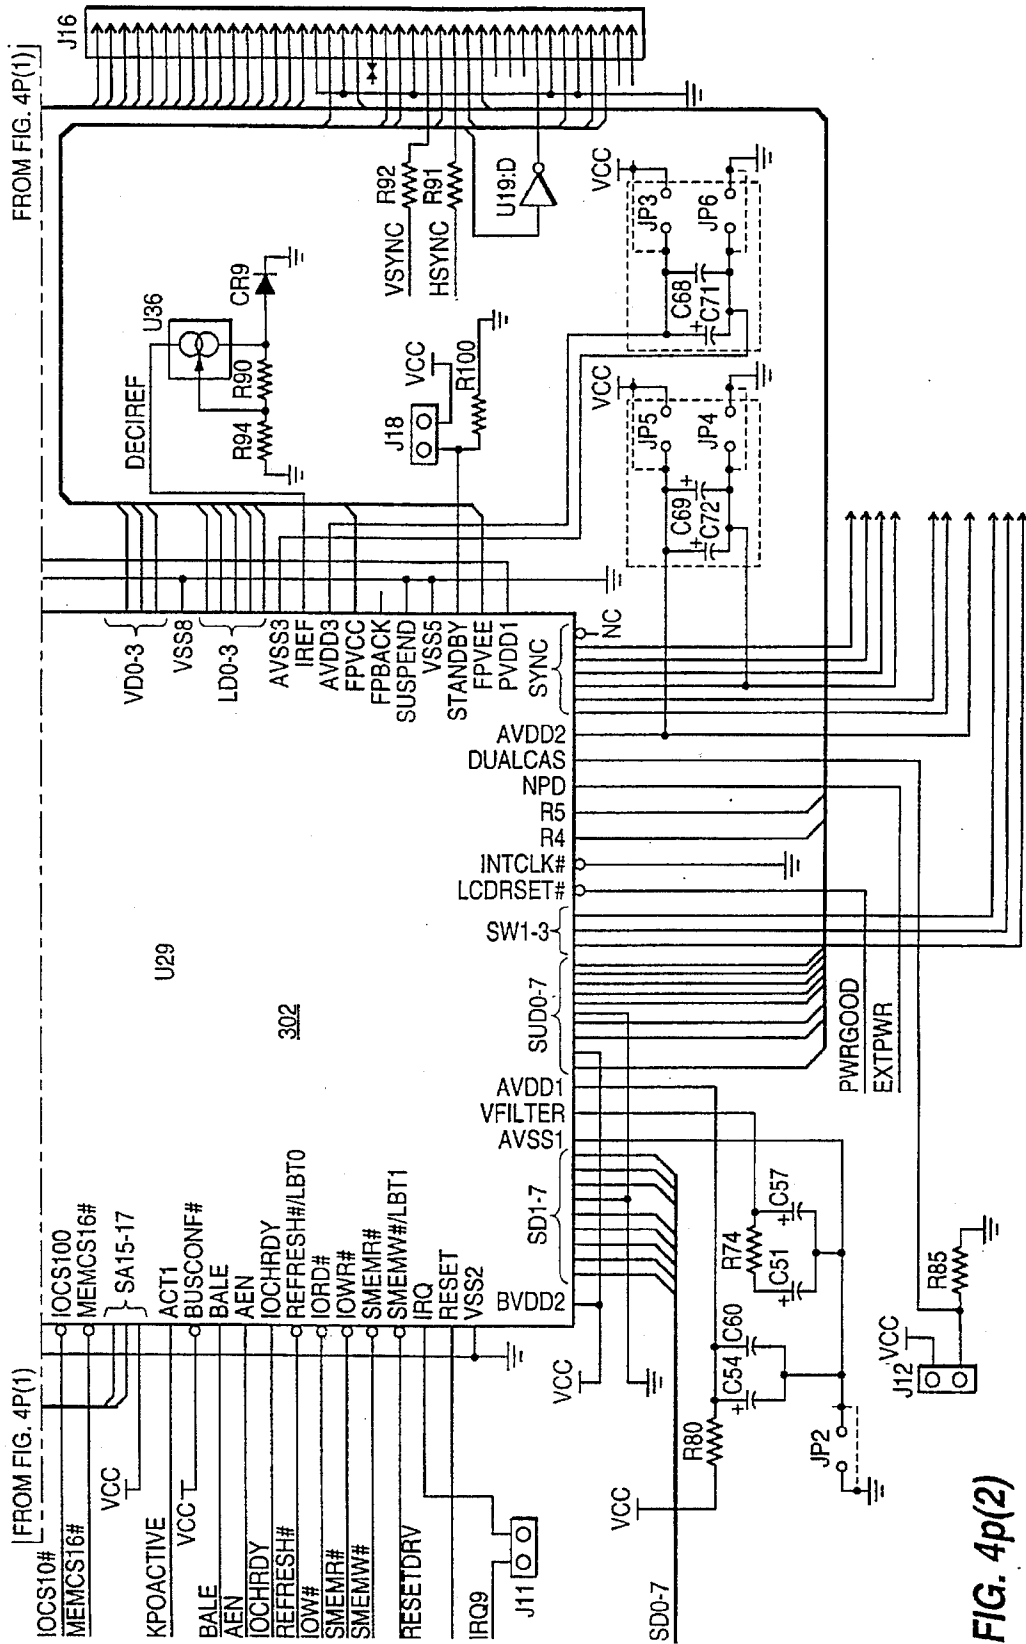 [FROM FIG. 4P(1)
FROM FIG. 4P(1)]
IOCS10#
MEMCS16#
VCC
KPOACTIVE
VCC
BALE
AEN
IOCHRDY
REFRESH#
IOW#
SMEMR#
SMEMW#
RESETDRV
IRQ9
J11
IOCS100
MEMCS16#
SA15-17
ACT1
BUSCONF#
BALE
AEN
IOCHRDY
REFRESH#/LBT0
IORD#
IOWR#
SMEMR#
SMEMW#/LBT1
IRQ
RESET
VSS2
U29
302
VD0-3
VSS8
LD0-3
AVSS3
IREF
AVDD3
FPVCC
FPBACK
SUSPEND
VSS5
STANDBY
FPVEE
PVDD1
BVDD2
SD1-7
AVSS1
VFILTER
AVDD1
SUD0-7
SW1-3
LCDRSET#
INTCLK#
R4
R5
NPD
DUALCAS
AVDD2
SYNC
NC
DECIREF
U36
CR9
R94
R90
J16
VSYNC
R92
HSYNC
R91
U19:D
J18
VCC
R100
VCC
JP5
JP4
C69
+
C72
+
VCC
JP3
JP6
C68
C71
+
VCC
VCC
R80
SD0-7
C54
+
C60
R74
C51
+
C57
+
JP2
J12
VCC
R85
PWRGOOD
EXTPWR
FIG. 4p(2)